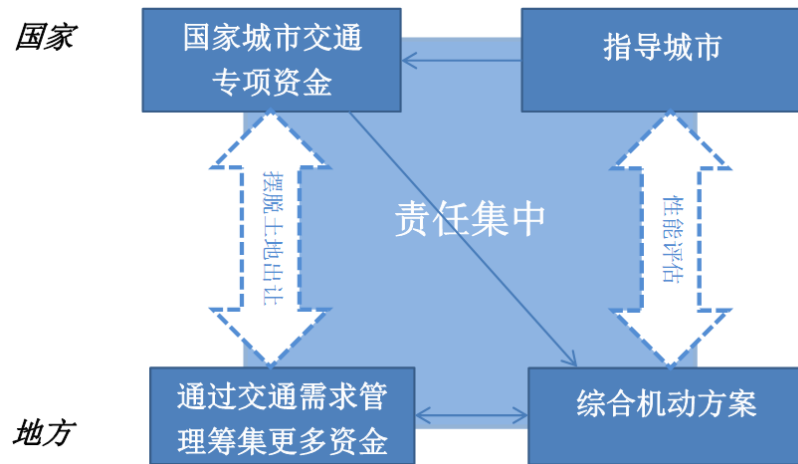 国家
国家城市交通
专项资金
指导城市
摆脱土地出让
责任集中
性能评估
地方
通过交通需求管
理筹集更多资金
综合机动方案